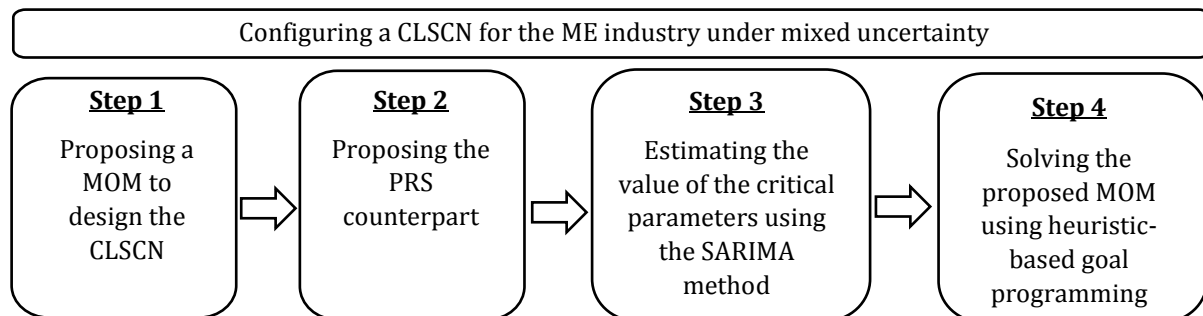 Configuring a CLSCN for the ME industry under mixed uncertainty
Step 1
Proposing a
MOM to
design the
CLSCN
Step 2
Proposing the
PRS
counterpart
Step 3
Estimating the
value of the critical
parameters using
the SARIMA
method
Step 4
Solving the
proposed MOM
using heuristic-
based goal
programming